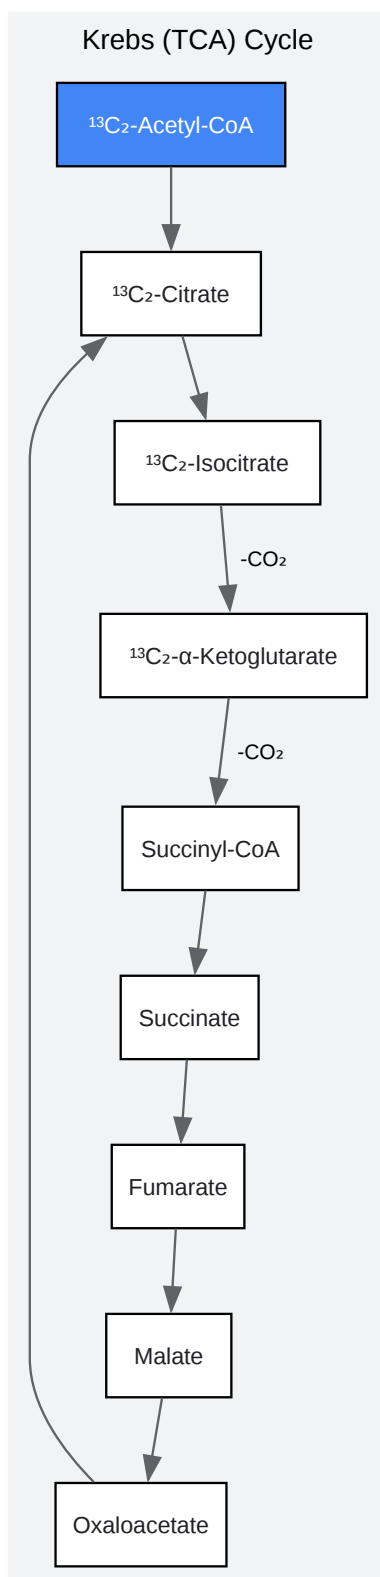 Krebs (TCA) Cycle
¹³C₂-Acetyl-CoA
¹³C₂-Citrate
¹³C₂-Isocitrate
-CO₂
¹³C₂-α-Ketoglutarate
-CO₂
Succinyl-CoA
Succinate
Fumarate
Malate
Oxaloacetate